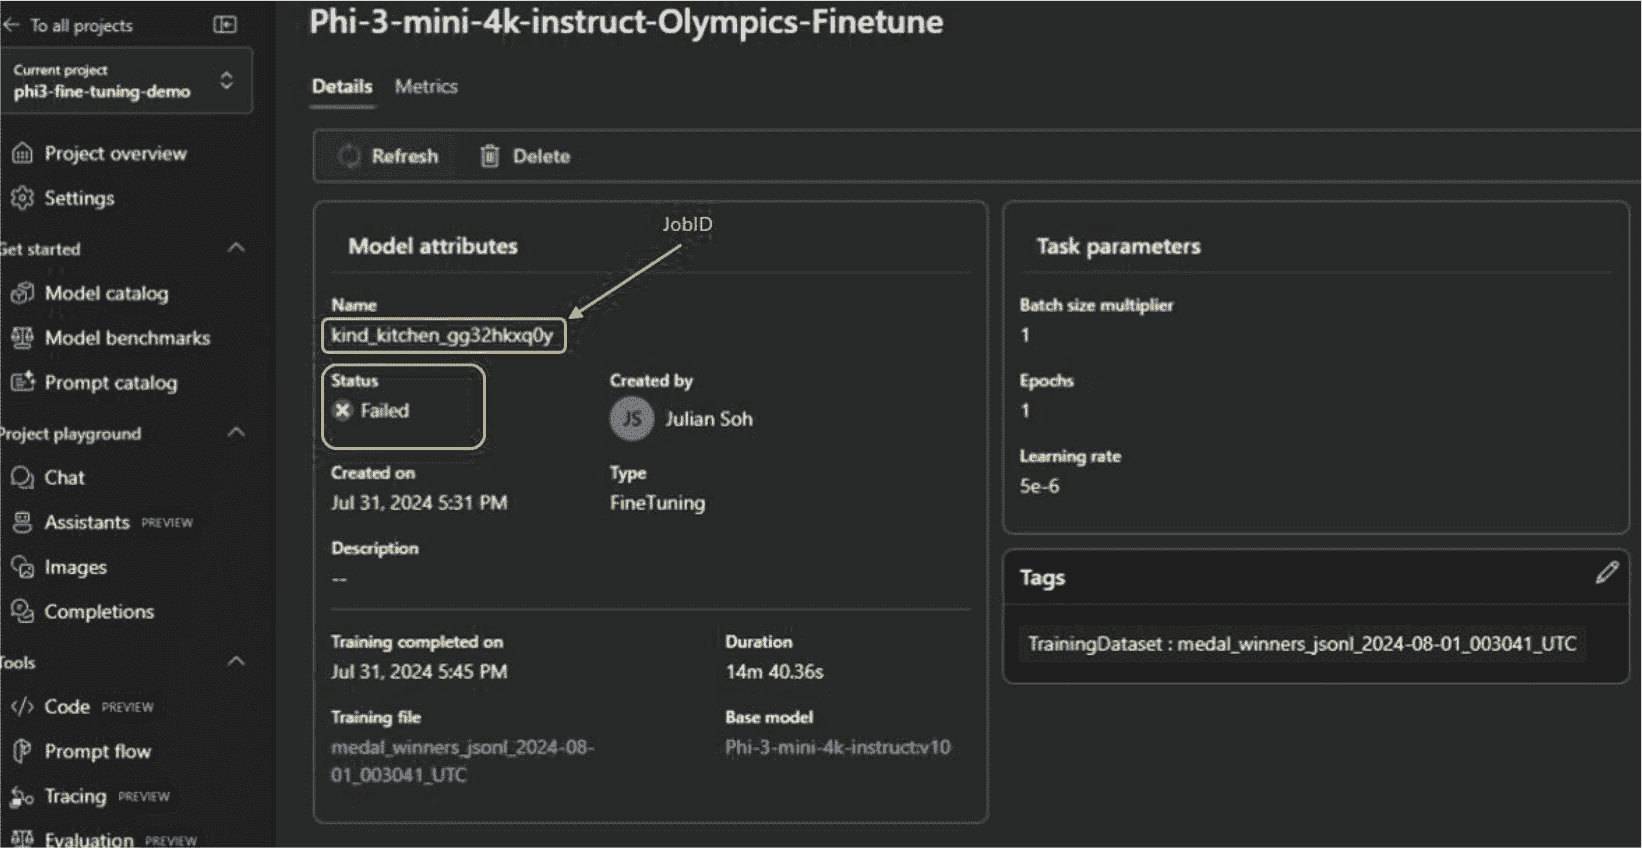 To all projects
Current project
phi3-fine-tuning-demo
Project overview
Settings
Get started
Model catalog
Model benchmarks
Prompt catalog
Project playground
Chat
Assistants PREVIEW
Images
Completions
Tools
Code PREVIEW
Prompt flow
Tracing PREVIEW
Evaluation PREVIEW
Phi-3-mini-4k-instruct-Olympics-Finetune
Details Metrics
Refresh Delete
JobID
Model attributes
Name
kind_kitchen_gg32hkxq0y
Status
Failed
Created by
JS Julian Soh
Created on
Jul 31, 2024 5:31 PM
Type
FineTuning
Description
--
Training completed on
Jul 31, 2024 5:45 PM
Duration
14m 40.36s
Training file
medal_winners_jsonl_2024-08-
01_003041_UTC
Base model
Phi-3-mini-4k-instruct:v10
Task parameters
Batch size multiplier
1
Epochs
1
Learning rate
5e-6
Tags
TrainingDataset : medal_winners_jsonl_2024-08-01_003041_UTC